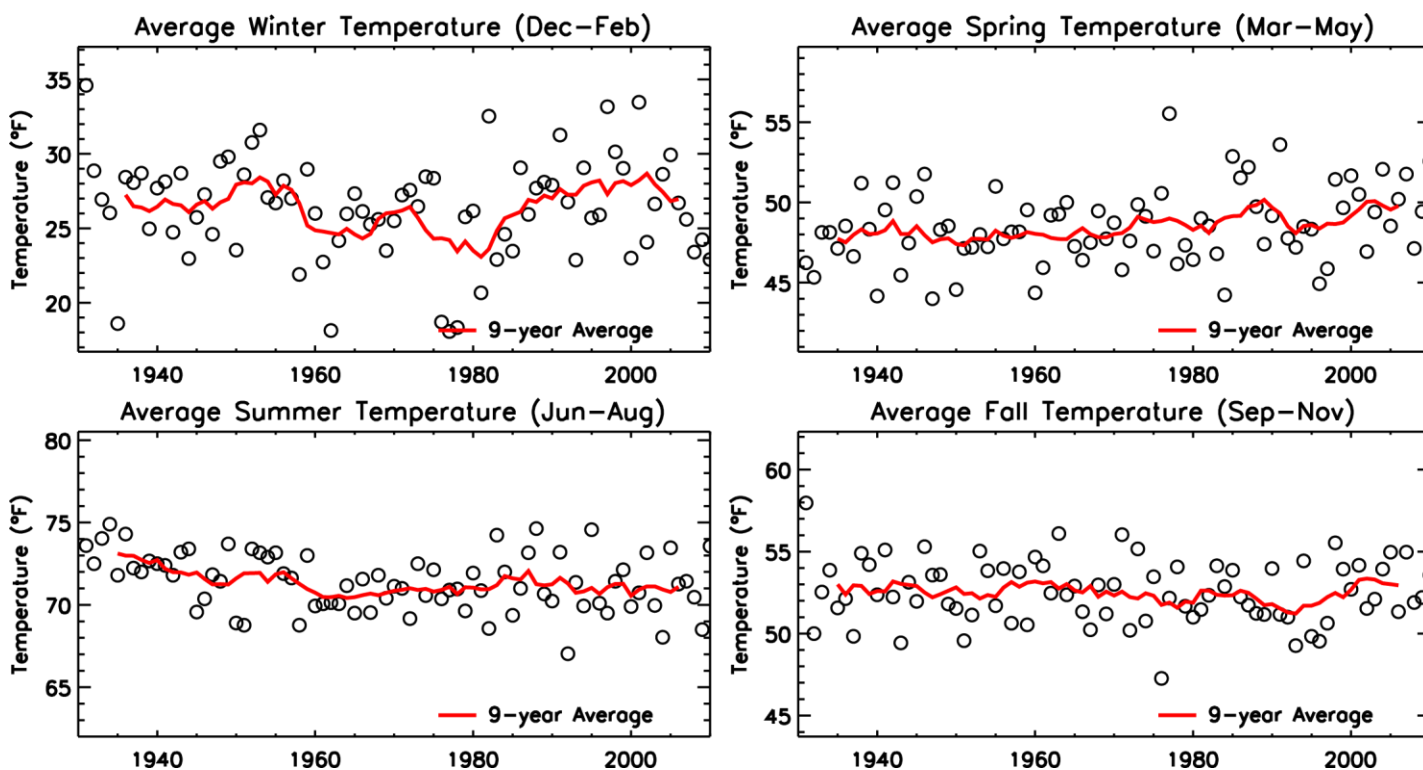 Average Winter Temperature (Dec–Feb)
Temperature (°F)
35
30
25
20
9–year Average
1940
1960
1980
2000
Average Spring Temperature (Mar–May)
Temperature (°F)
55
50
45
9–year Average
1940
1960
1980
2000
Average Summer Temperature (Jun–Aug)
Temperature (°F)
80
75
70
65
9–year Average
1940
1960
1980
2000
Average Fall Temperature (Sep–Nov)
Temperature (°F)
60
55
50
45
9–year Average
1940
1960
1980
2000